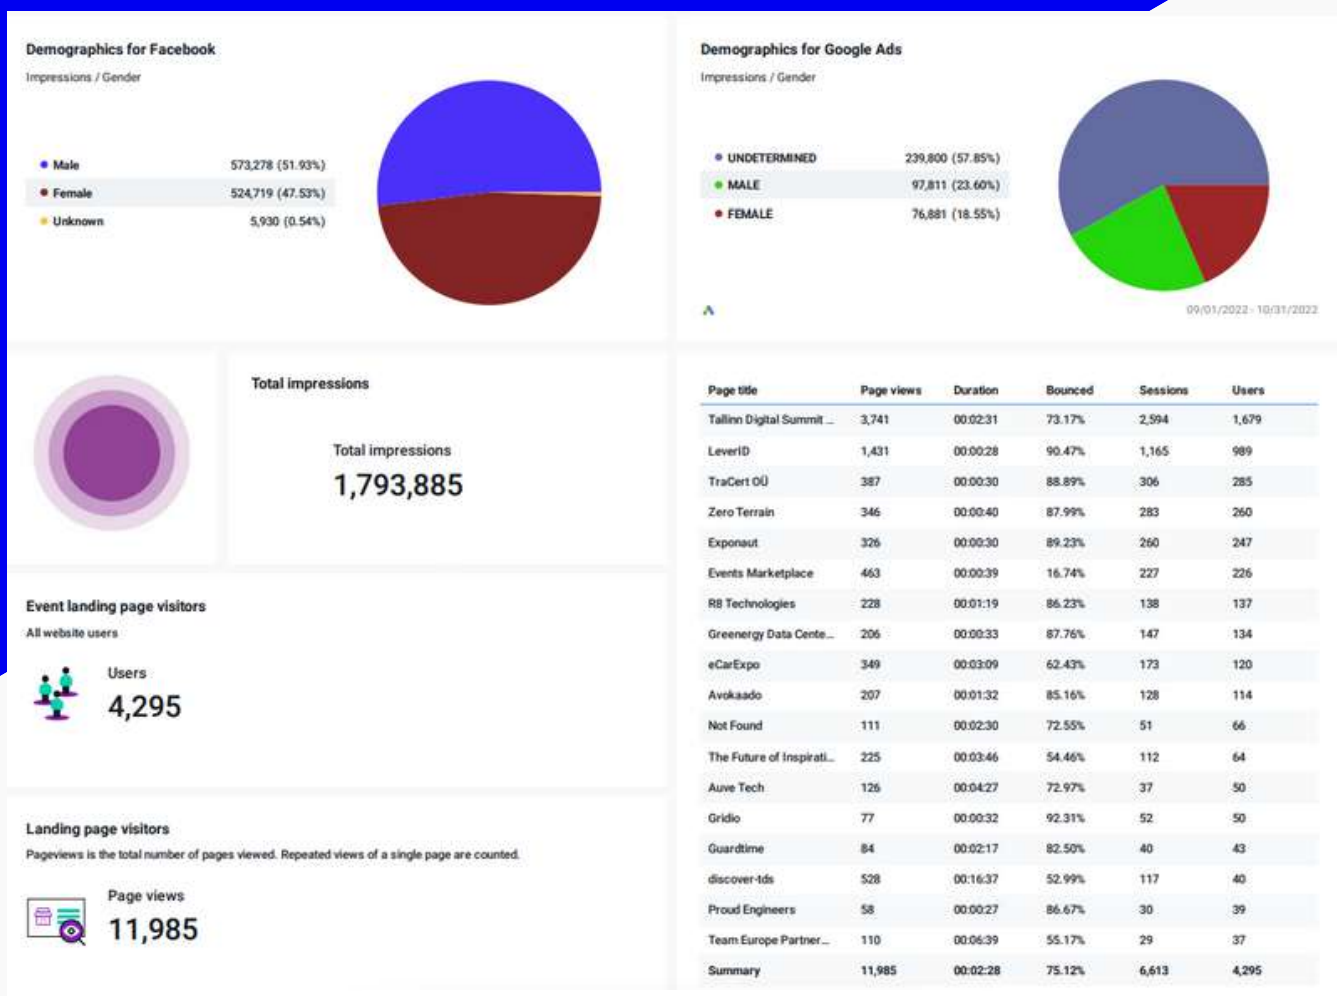 Demographics for Facebook
Impressions / Gender
Male 573,278 (51.93%)
Female 524,719 (47.53%)
Unknown 5,930 (0.54%)
Demographics for Google Ads
Impressions / Gender
UNDETERMINED 239,800 (57.85%)
MALE 97,811 (23.60%)
FEMALE 76,881 (18.55%)
09/01/2022 - 10/31/2022
Total impressions
Total impressions
1,793,885
Event landing page visitors
All website users
Users
4,295
Landing page visitors
Pageviews is the total number of pages viewed. Repeated views of a single page are counted.
Page views
11,985
Page title Page views Duration Bounced Sessions Users
Tallinn Digital Summit ... 3,741 00:02:31 73.17% 2,594 1,679
LeverID 1,431 00:00:28 90.47% 1,165 989
TraCert OÜ 387 00:00:30 88.89% 306 285
Zero Terrain 346 00:00:40 87.99% 283 260
Exponaut 326 00:00:30 89.23% 260 247
Events Marketplace 463 00:00:39 16.74% 227 226
R8 Technologies 228 00:01:19 86.23% 138 137
Greenergy Data Cente... 206 00:00:33 87.76% 147 134
eCarExpo 349 00:03:09 62.43% 173 120
Avokaado 207 00:01:32 85.16% 128 114
Not Found 111 00:02:30 72.55% 51 66
The Future of Inspirati... 225 00:03:46 54.46% 112 64
Auve Tech 126 00:04:27 72.97% 37 50
Gridio 77 00:00:32 92.31% 52 50
Guardtime 84 00:02:17 82.50% 40 43
discover-tds 528 00:16:37 52.99% 117 40
Proud Engineers 58 00:00:27 86.67% 30 39
Team Europe Partner... 110 00:06:39 55.17% 29 37
Summary 11,985 00:02:28 75.12% 6,613 4,295